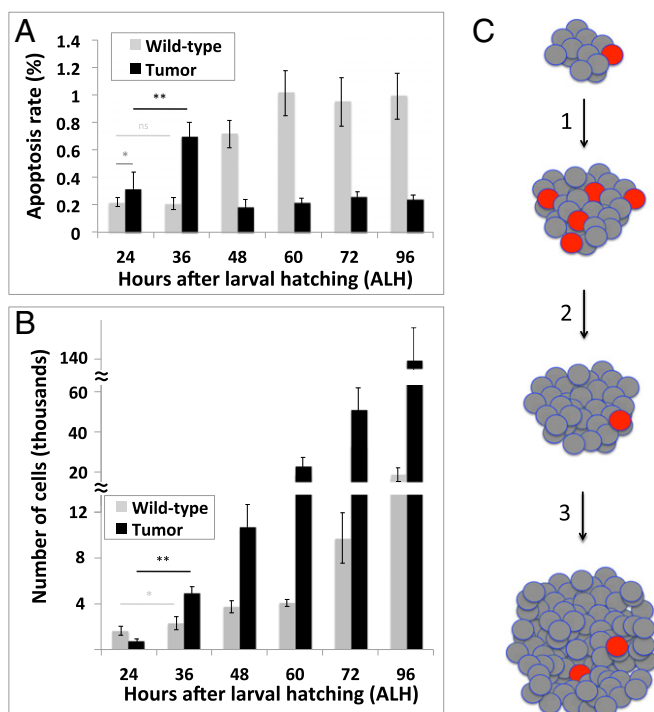 A
Wild-type
Tumor
Apoptosis rate (%)
1.4
1.2
1
0.8
0.6
0.4
0.2
0
**
ns
*
24 36 48 60 72 96
Hours after larval hatching (ALH)
B
Number of cells (thousands)
140
≈ ≈
60
40
20
≈ ≈
12
8
4
Wild-type
Tumor
**
*
24 36 48 60 72 96
Hours after larval hatching (ALH)
C
1
2
3